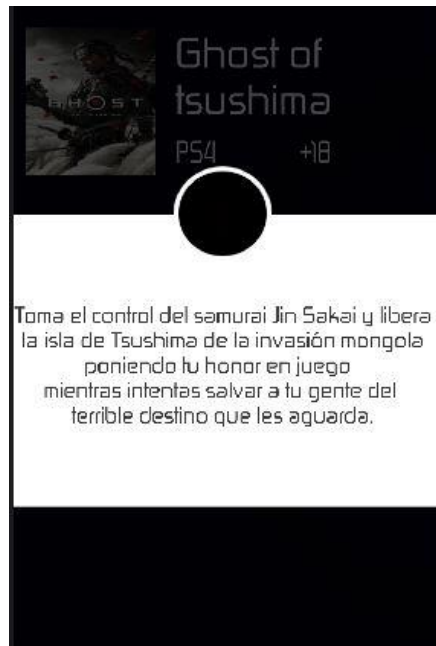 Ghost of
tsushima
GHOST
PS4 +18
Toma el control del samurai Jin Sakai y libera
la isla de Tsushima de la invasión mongola
poniendo tu honor en juego
mientras intentas salvar a tu gente del
terrible destino que les aguarda.